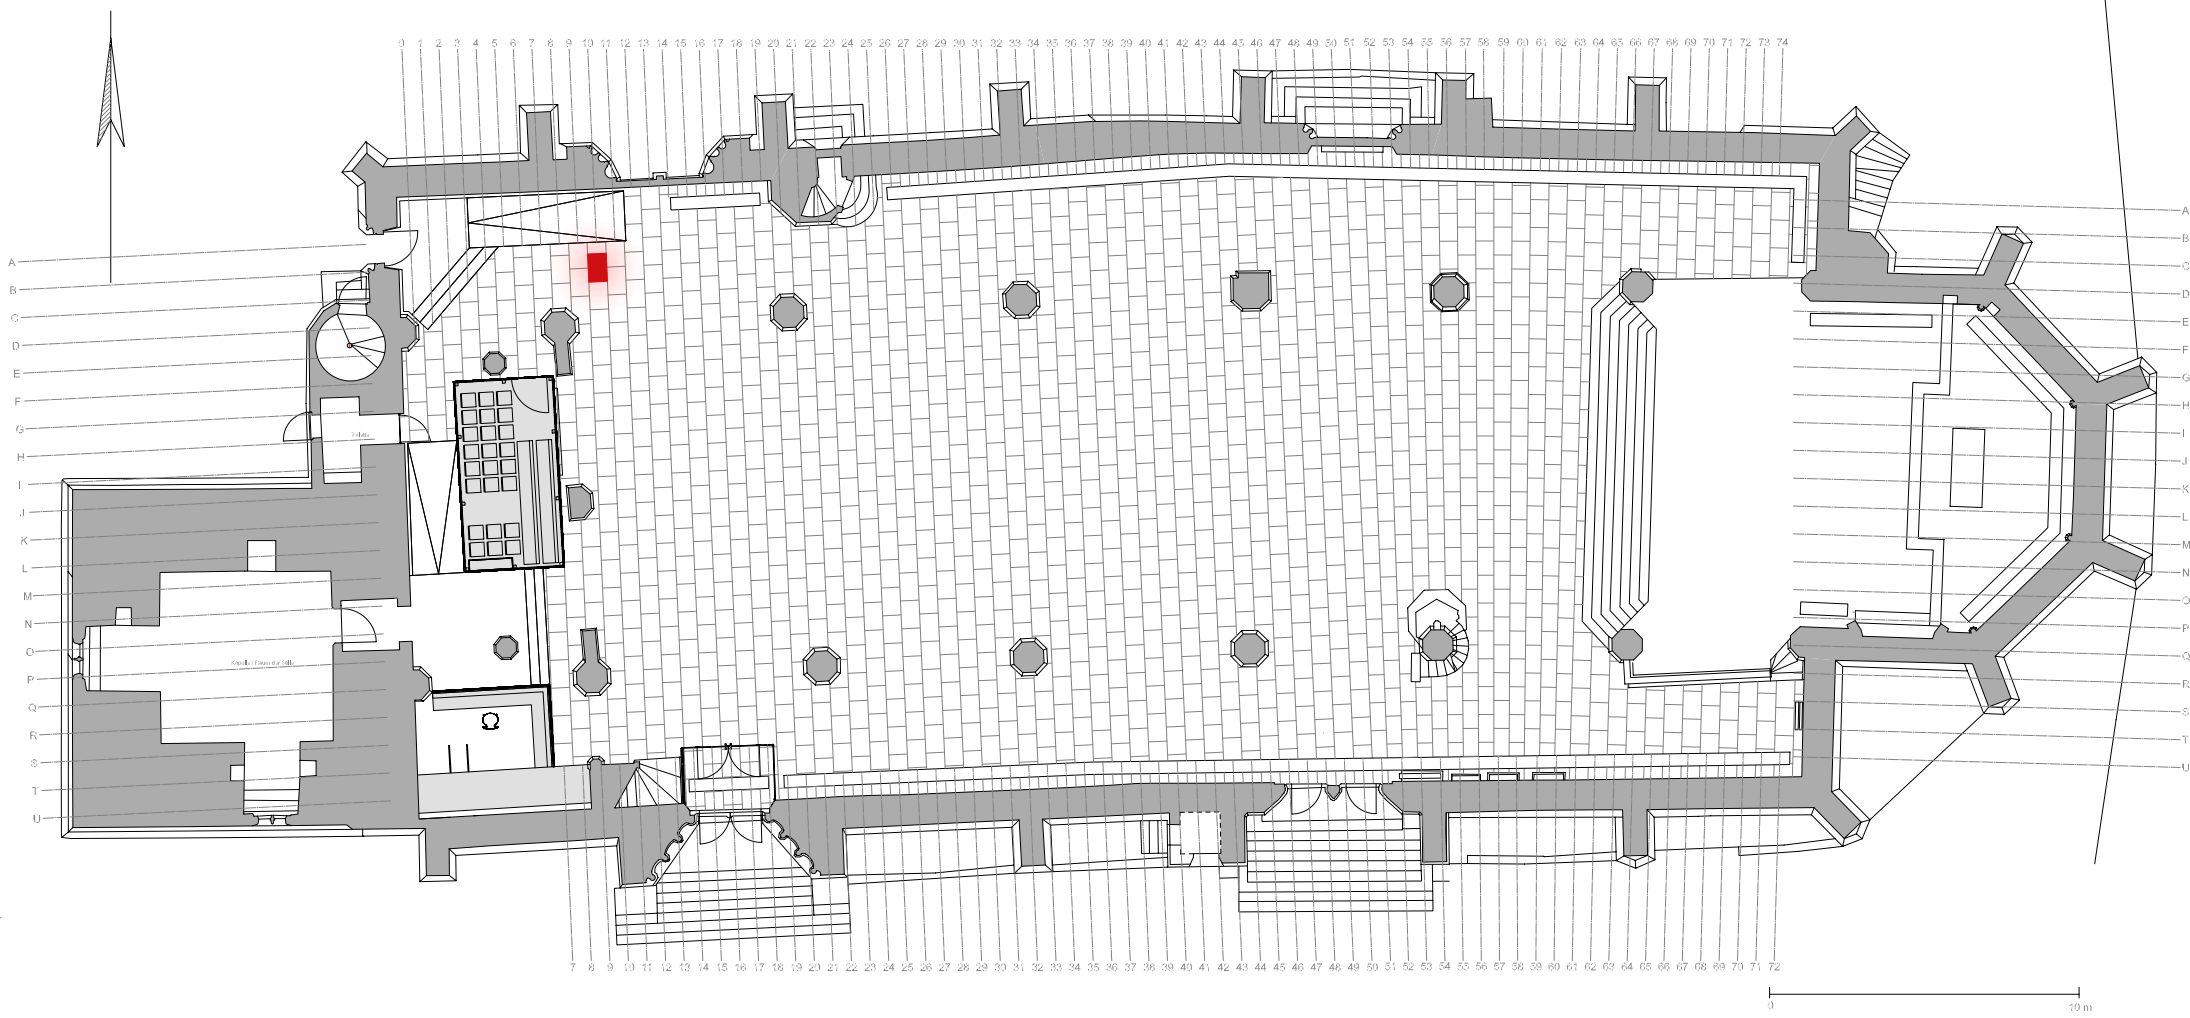 0 1 2 3 4 5 6 7 8 9 10 11 12 13 14 15 16 17 18 19 20 21 22 23 24 25 26 27 28 29 30 31 32 33 34 35 36 37 38 39 40 41 42 43 44 45 46 47 48 49 50 51 52 53 54 55 56 57 58 59 60 61 62 63 64 65 66 67 68 69 70 71 72 73 74
A
B
C
D
E
F
G
H
I
J
K
L
M
N
O
P
Q
R
S
T
U
A
B
C
D
E
F
G
H
I
J
K
L
M
N
O
P
Q
R
S
T
U
7 8 9 10 11 12 13 14 15 16 17 18 19 20 21 22 23 24 25 26 27 28 29 30 31 32 33 34 35 36 37 38 39 40 41 42 43 44 45 46 47 48 49 50 51 52 53 54 55 56 57 58 59 60 61 62 63 64 65 66 67 68 69 70 71 72
0 10 m